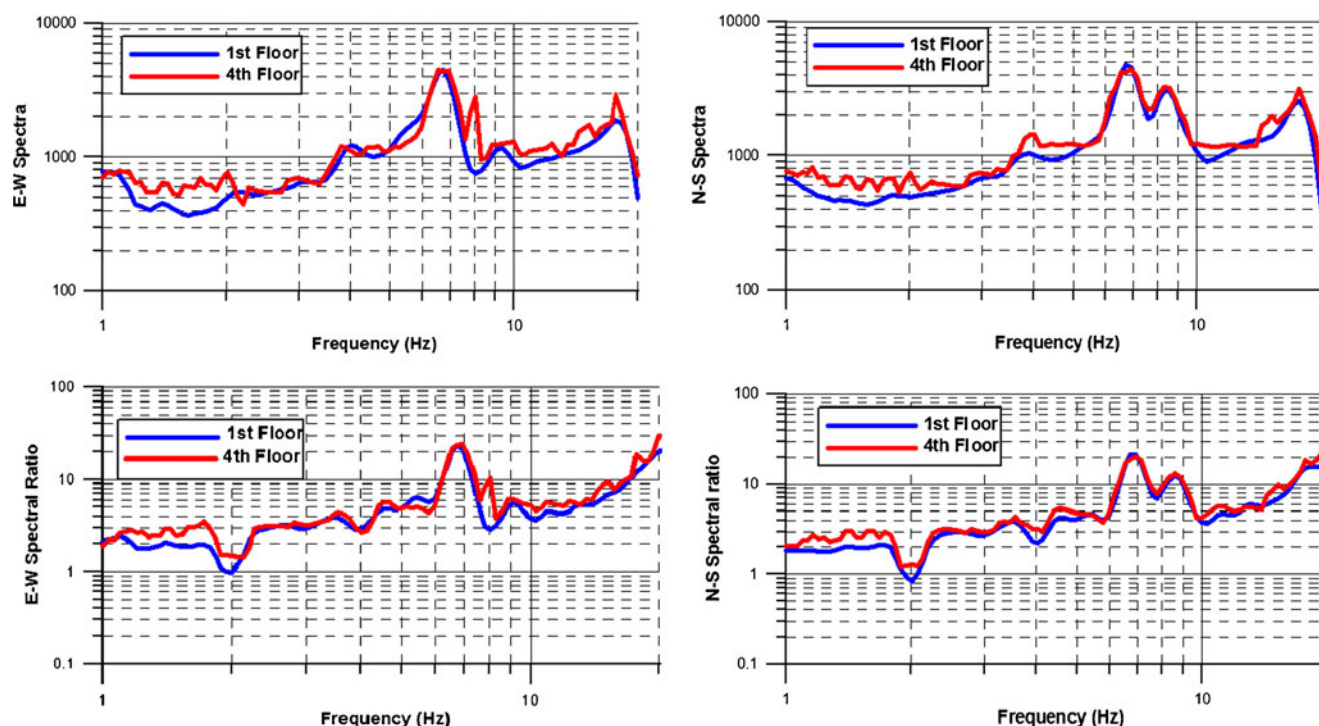 10000
1st Floor
4th Floor
E-W Spectra
1000
100
1
10
Frequency (Hz)
10000
1st Floor
4th Floor
N-S Spectra
1000
100
1
10
Frequency (Hz)
100
1st Floor
4th Floor
E-W Spectral Ratio
10
1
0.1
1
10
Frequency (Hz)
100
1st Floor
4th Floor
N-S Spectral ratio
10
1
0.1
1
10
Frequency (Hz)